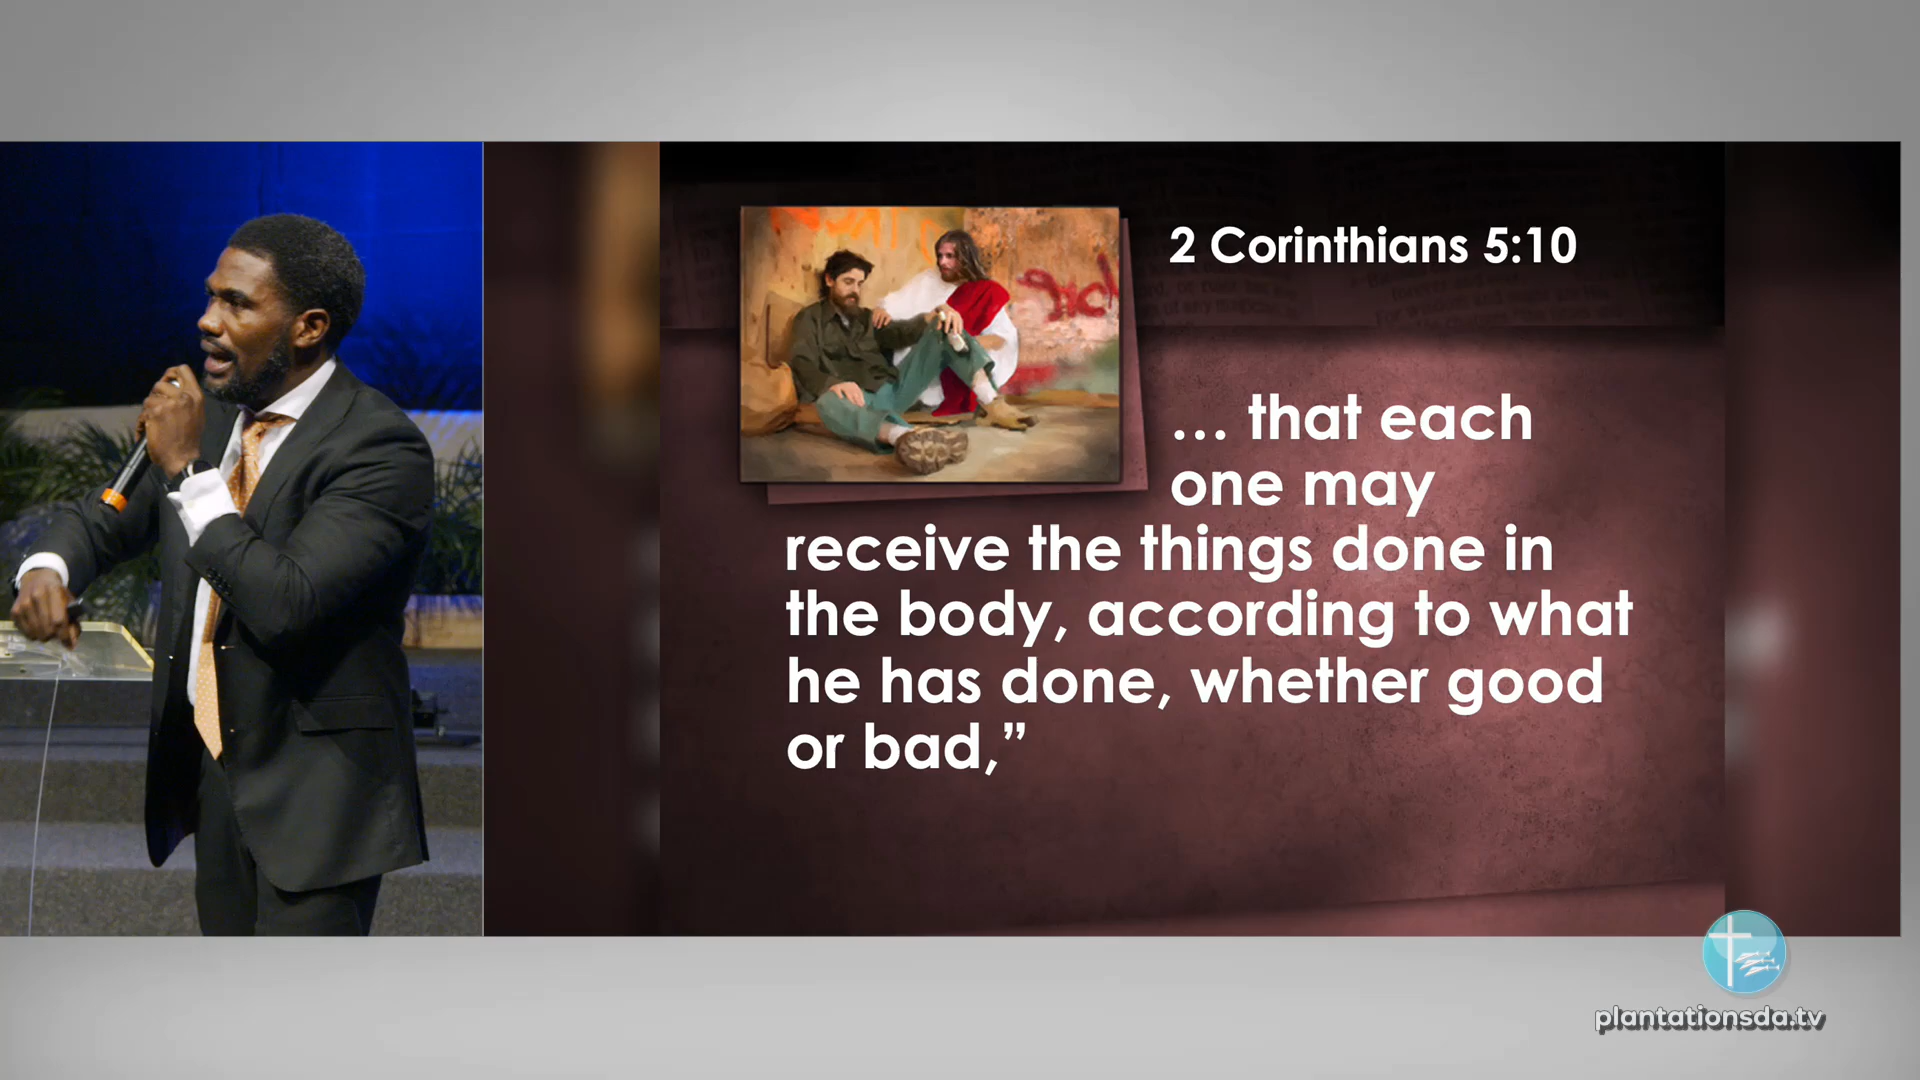 2 Corinthians 5:10
… that each
one may
receive the things done in
the body, according to what
he has done, whether good
or bad,”
plantationsda.tv